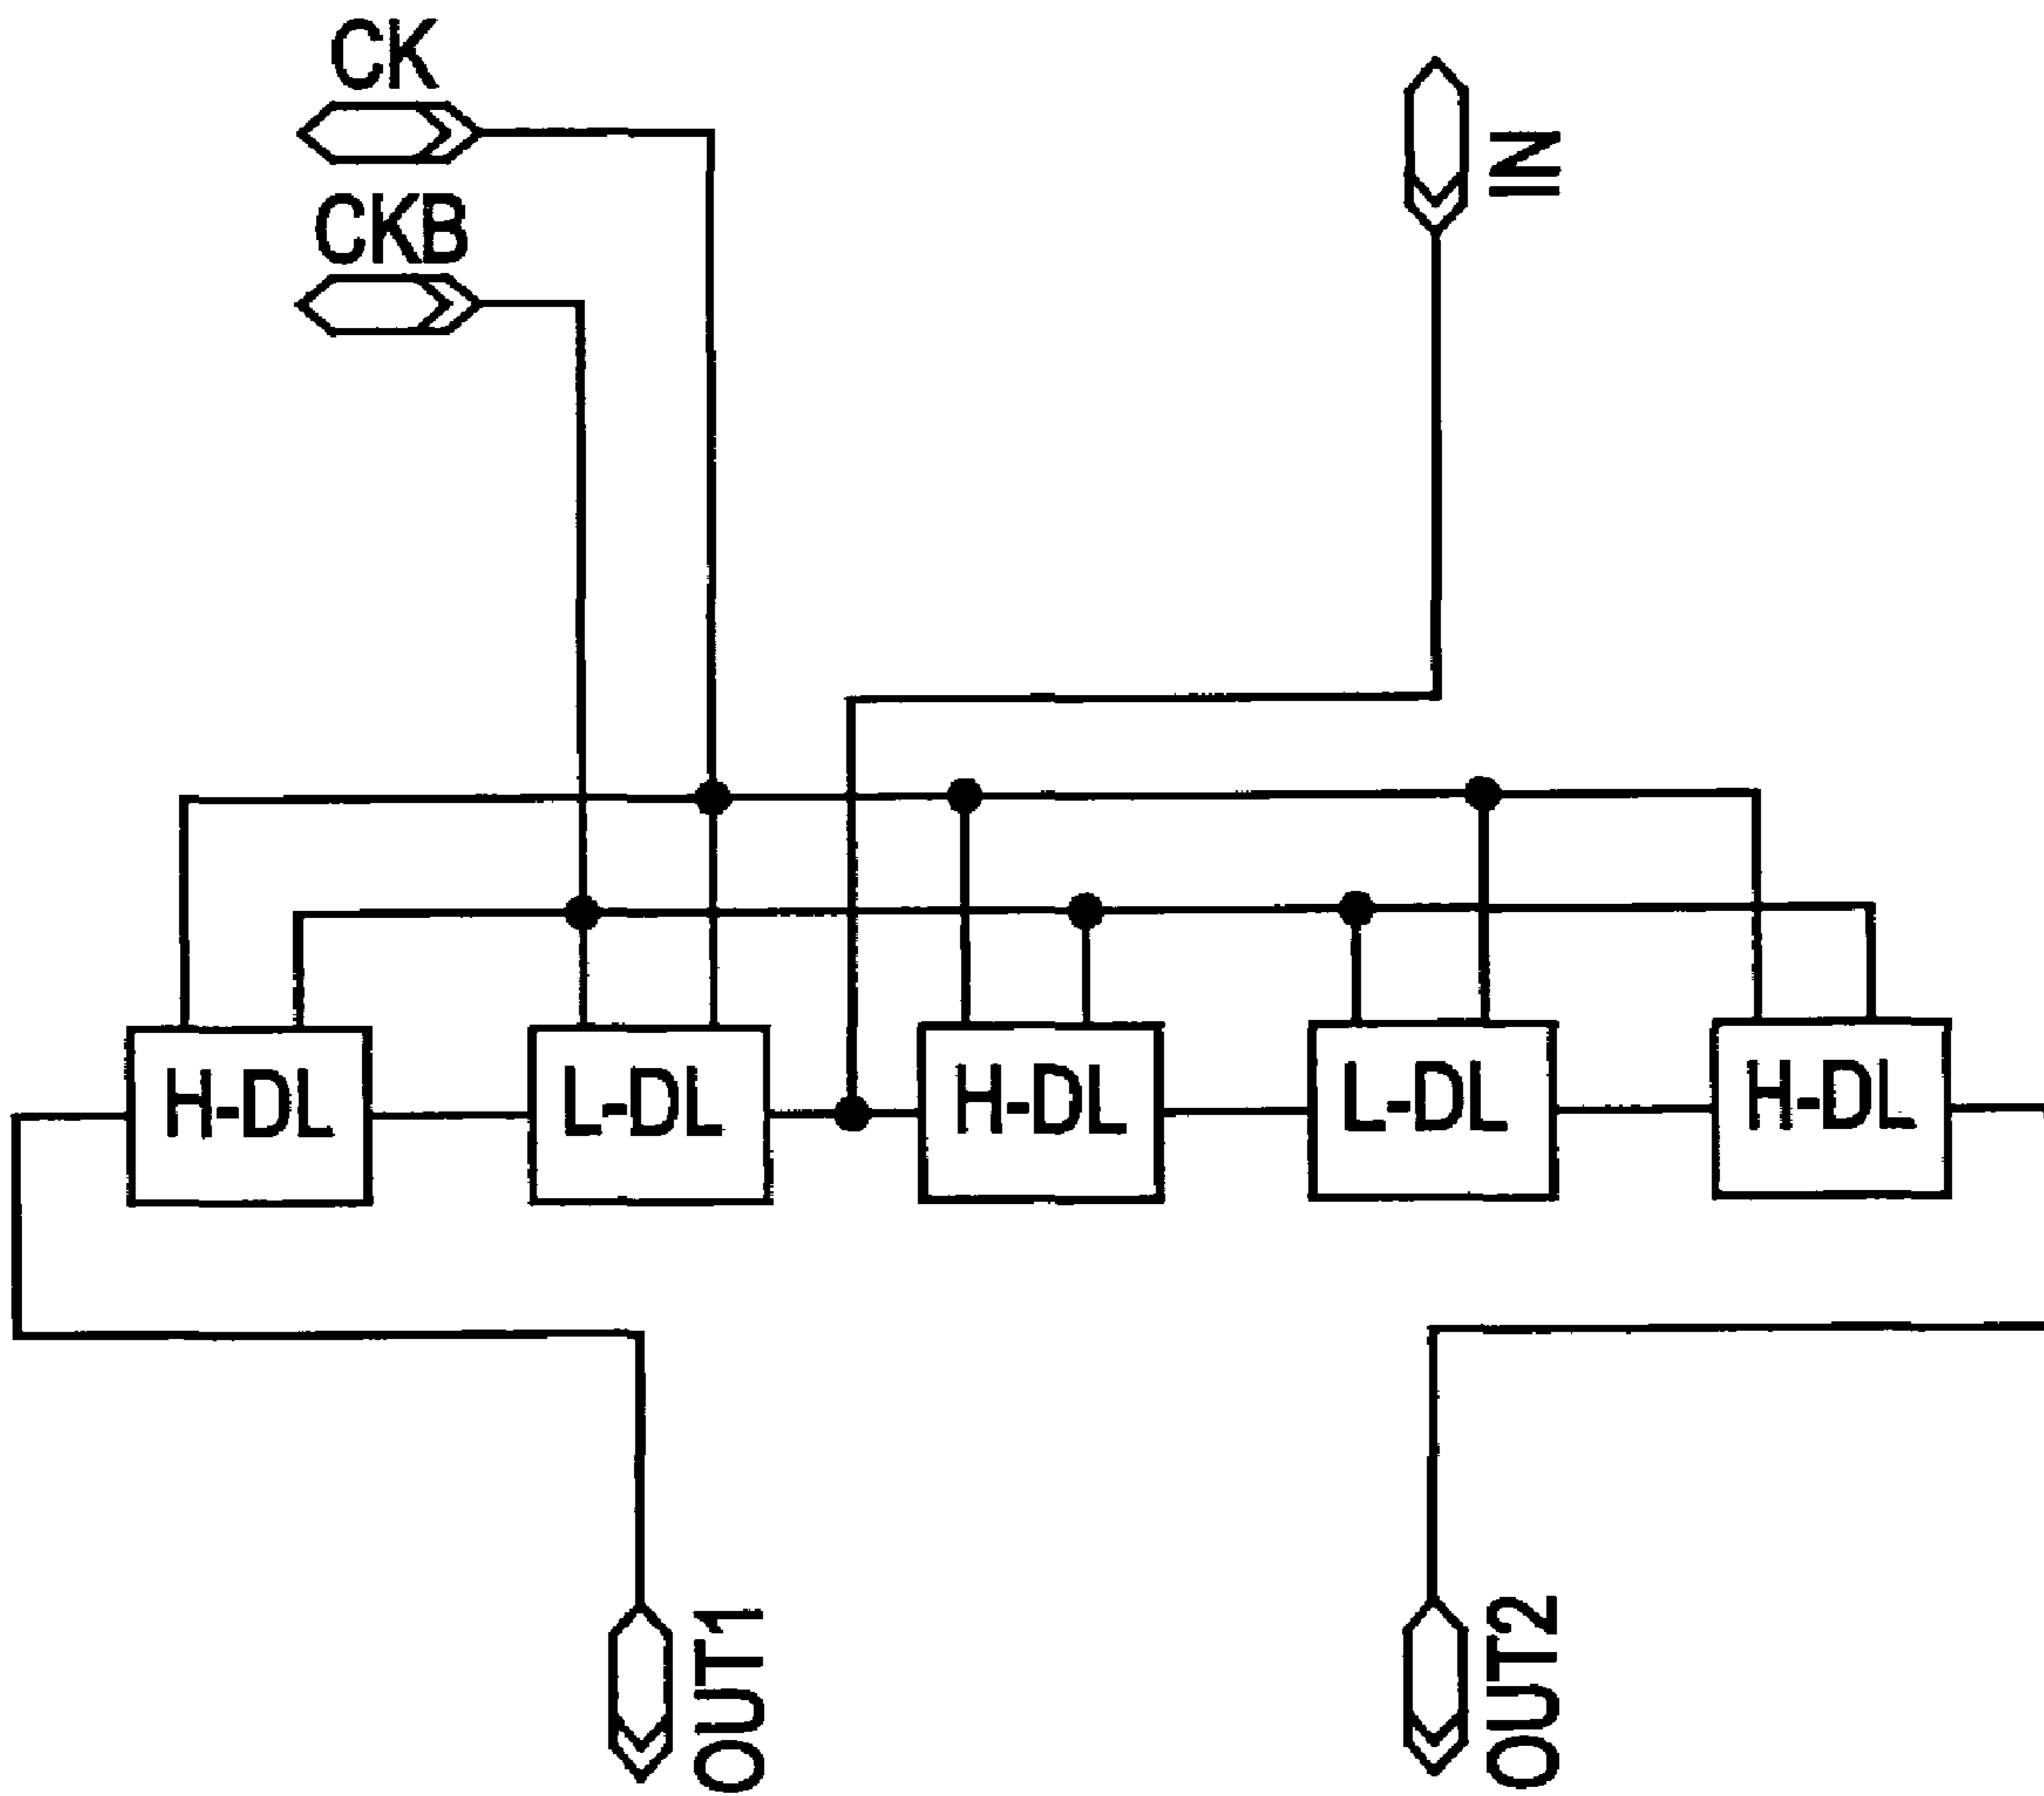 CK
IN
CKB
H-DL L-DL H-DL L-DL H-DL
OUT1 OUT2